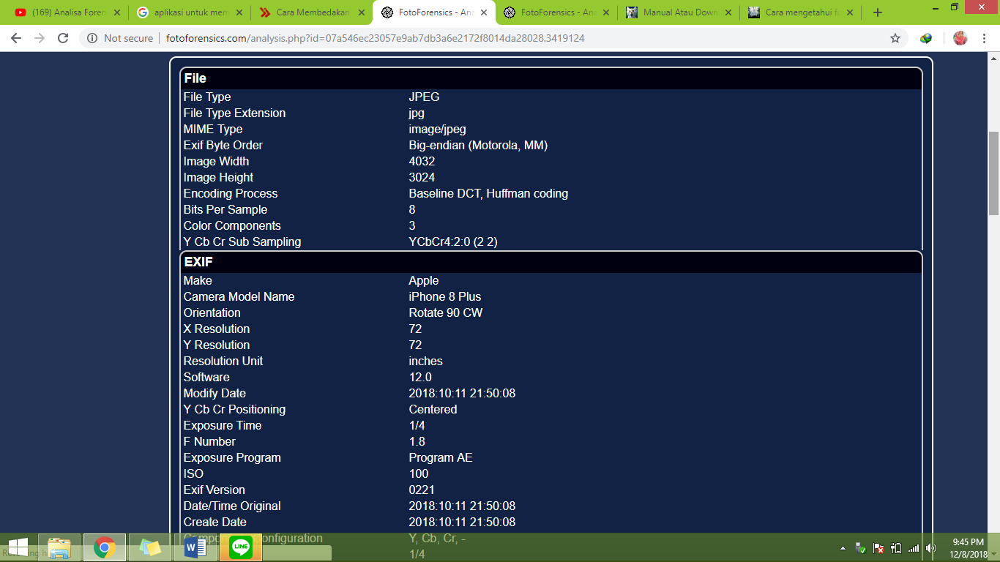 (169) Analisa Foren
aplikasi untuk mem
Cara Membedakan
FotoForensics - Ana
FotoForensics - Ana
Manual Atau Down
Cara mengetahui fu
Not secure
fotoforensics.com/analysis.php?id=07a546ec23057e9ab7db3a6e2172f8014da28028.3419124
File
File Type JPEG
File Type Extension jpg
MIME Type image/jpeg
Exif Byte Order Big-endian (Motorola, MM)
Image Width 4032
Image Height 3024
Encoding Process Baseline DCT, Huffman coding
Bits Per Sample 8
Color Components 3
Y Cb Cr Sub Sampling YCbCr4:2:0 (2 2)
EXIF
Make Apple
Camera Model Name iPhone 8 Plus
Orientation Rotate 90 CW
X Resolution 72
Y Resolution 72
Resolution Unit inches
Software 12.0
Modify Date 2018:10:11 21:50:08
Y Cb Cr Positioning Centered
Exposure Time 1/4
F Number 1.8
Exposure Program Program AE
ISO 100
Exif Version 0221
Date/Time Original 2018:10:11 21:50:08
Create Date 2018:10:11 21:50:08
Configuration Y, Cb, Cr, -
1/4
LINE
9:45 PM
12/8/2018